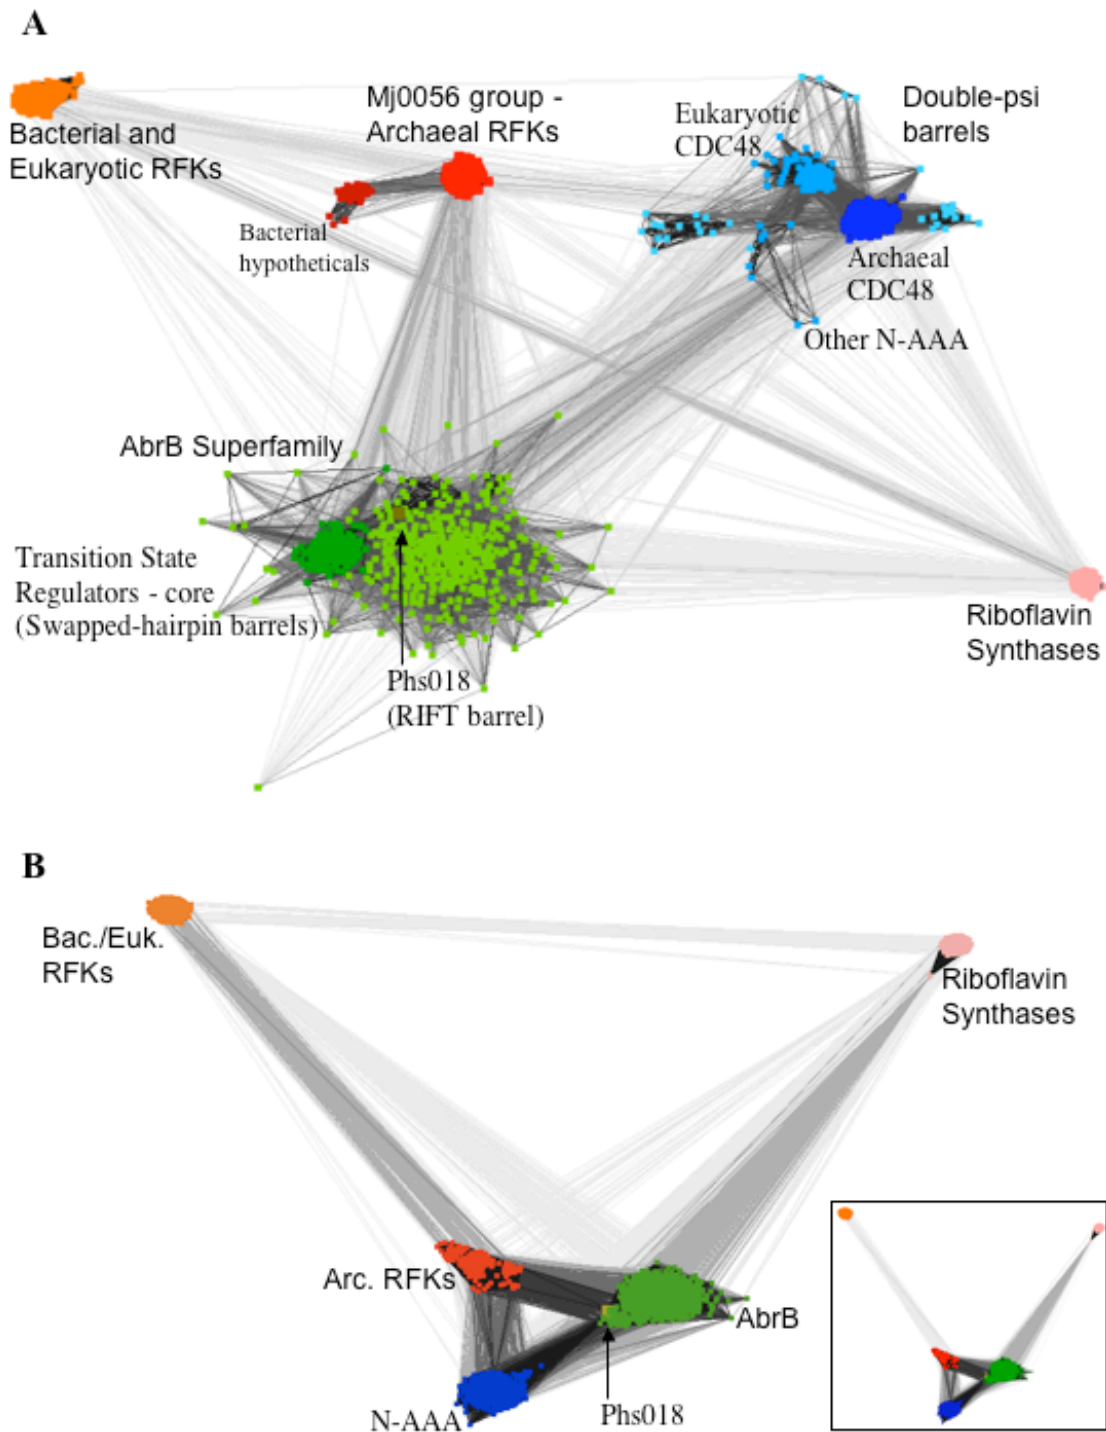 A
Bacterial and
Eukaryotic RFKs
Mj0056 group -
Archaeal RFKs
Eukaryotic
CDC48
Double-psi
barrels
Bacterial
hypotheticals
Archaeal
CDC48
Other N-AAA
AbrB Superfamily
Transition State
Regulators - core
(Swapped-hairpin barrels)
Phs018
(RIFT barrel)
Riboflavin
Synthases
B
Bac./Euk.
RFKs
Riboflavin
Synthases
Arc. RFKs
AbrB
N-AAA
Phs018